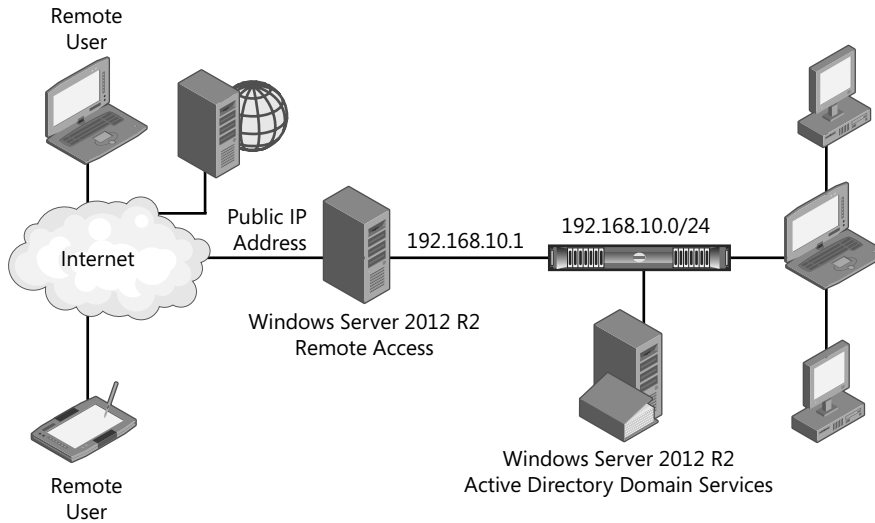 Remote
User
Public IP
Address
192.168.10.1
192.168.10.0/24
Internet
Windows Server 2012 R2
Remote Access
Windows Server 2012 R2
Active Directory Domain Services
Remote
User